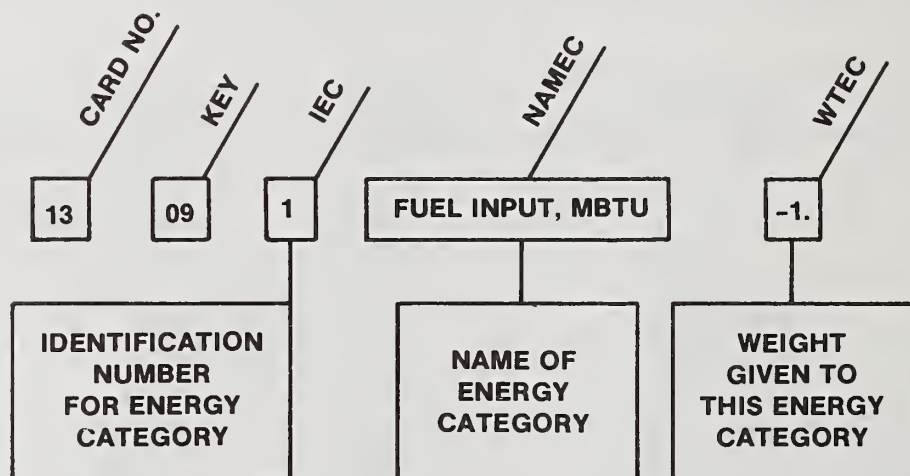 CARD NO.
KEY
IEC
NAMEC
WTEC
13
09
1
FUEL INPUT, MBTU
-1.
IDENTIFICATION
NUMBER
FOR ENERGY
CATEGORY
NAME OF
ENERGY
CATEGORY
WEIGHT
GIVEN TO
THIS ENERGY
CATEGORY